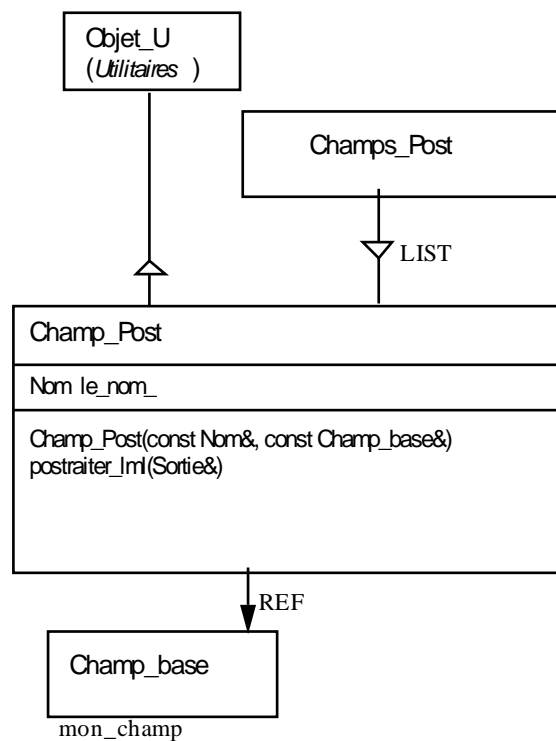 Objet_U
(Utilitaires )
Champs_Post
LIST
Champ_Post
Nom le_nom_
Champ_Post(const Nom&, const Champ_base&)
postraiter_lml(Sortie&)
REF
Champ_base
mon_champ